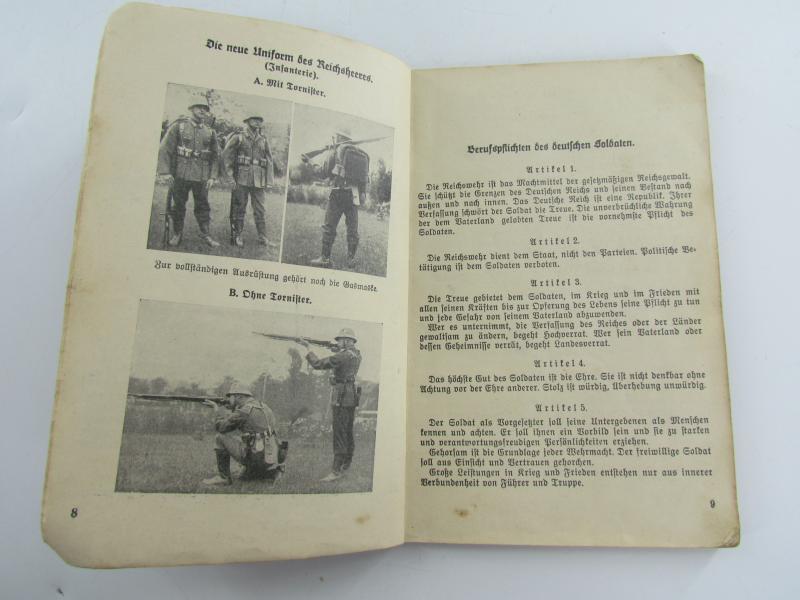 Die neue Uniform des Reichsheeres.
(Infanterie).
A. Mit Tornister.
Zur vollständigen Ausrüstung gehört noch die Gasmaske.
B. Ohne Tornister.
8
Berufspflichten des deutschen Soldaten.
Artikel 1.
Die Reichswehr ist das Machtmittel der gesetzmäßigen Reichsgewalt.
Sie schützt die Grenzen des Deutschen Reichs und seinen Bestand nach
außen und nach innen. Das Deutsche Reich ist eine Republik. Ihrer
Verfassung schwört der Soldat die Treue. Die unverbrüchliche Wahrung
der dem Vaterland gelobten Treue ist die vornehmste Pflicht des
Soldaten.
Artikel 2.
Die Reichswehr dient dem Staat, nicht den Parteien. Politische Be-
tätigung ist dem Soldaten verboten.
Artikel 3.
Die Treue gebietet dem Soldaten, im Krieg und im Frieden mit
allen seinen Kräften bis zur Opferung des Lebens seine Pflicht zu tun
und jede Gefahr von seinem Vaterland abzuwenden.
Wer es unternimmt, die Verfassung des Reiches oder der Länder
gewaltsam zu ändern, begeht Hochverrat. Wer sein Vaterland oder
dessen Geheimnisse verrät, begeht Landesverrat.
Artikel 4.
Das höchste Gut des Soldaten ist die Ehre. Sie ist nicht denkbar ohne
Achtung vor der Ehre anderer. Stolz ist würdig, Überhebung unwürdig.
Artikel 5.
Der Soldat als Vorgesetzter soll seine Untergebenen als Menschen
kennen und achten. Er soll ihnen ein Vorbild sein und sie zu starken
und verantwortungsfreudigen Persönlichkeiten erziehen.
Gehorsam ist die Grundlage jeder Wehrmacht. Der freiwillige Soldat
soll aus Einsicht und Vertrauen gehorchen.
Große Leistungen in Krieg und Frieden entstehen nur aus innerer
Verbundenheit von Führer und Truppe.
9